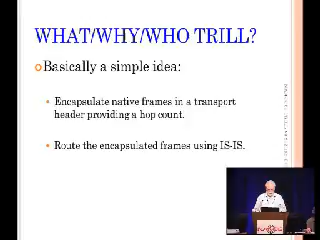 WHAT/WHY/WHO TRILL?
Basically a simple idea:
Encapsulate native frames in a transport
header providing a hop count.
Route the encapsulated frames using IS-IS.